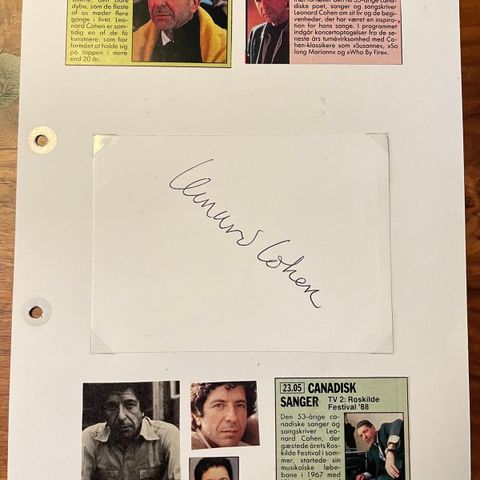 dybe, som de fleste
af os møder flere
gange i livet. Leo-
nard Cohen er sam-
tidig en af de få
kunstnere, som har
formået at holde sig
på toppen i mere
end 20 år.
diske poet, sanger og sangskriver
Leonard Cohen om sit liv og de begi-
venheder, der har været en inspira-
tion for hans sange. I programmet
indgår koncertoptagelser fra de se-
neste års turnévirksomhed med Co-
hen-klassikere som »Susanne«, »So
long Mariann« og »Who By Fire«.
Leonard Cohen
23.05 CANADISK
SANGER TV 2: Roskilde
Festival '88
Den 53-årige ca-
nadiske sanger og
sangskriver Leo-
nard Cohen, der
gæstede årets Ros-
kilde Festival i som-
mer, startede sin
musikalske løbe-
bane i 1967 med